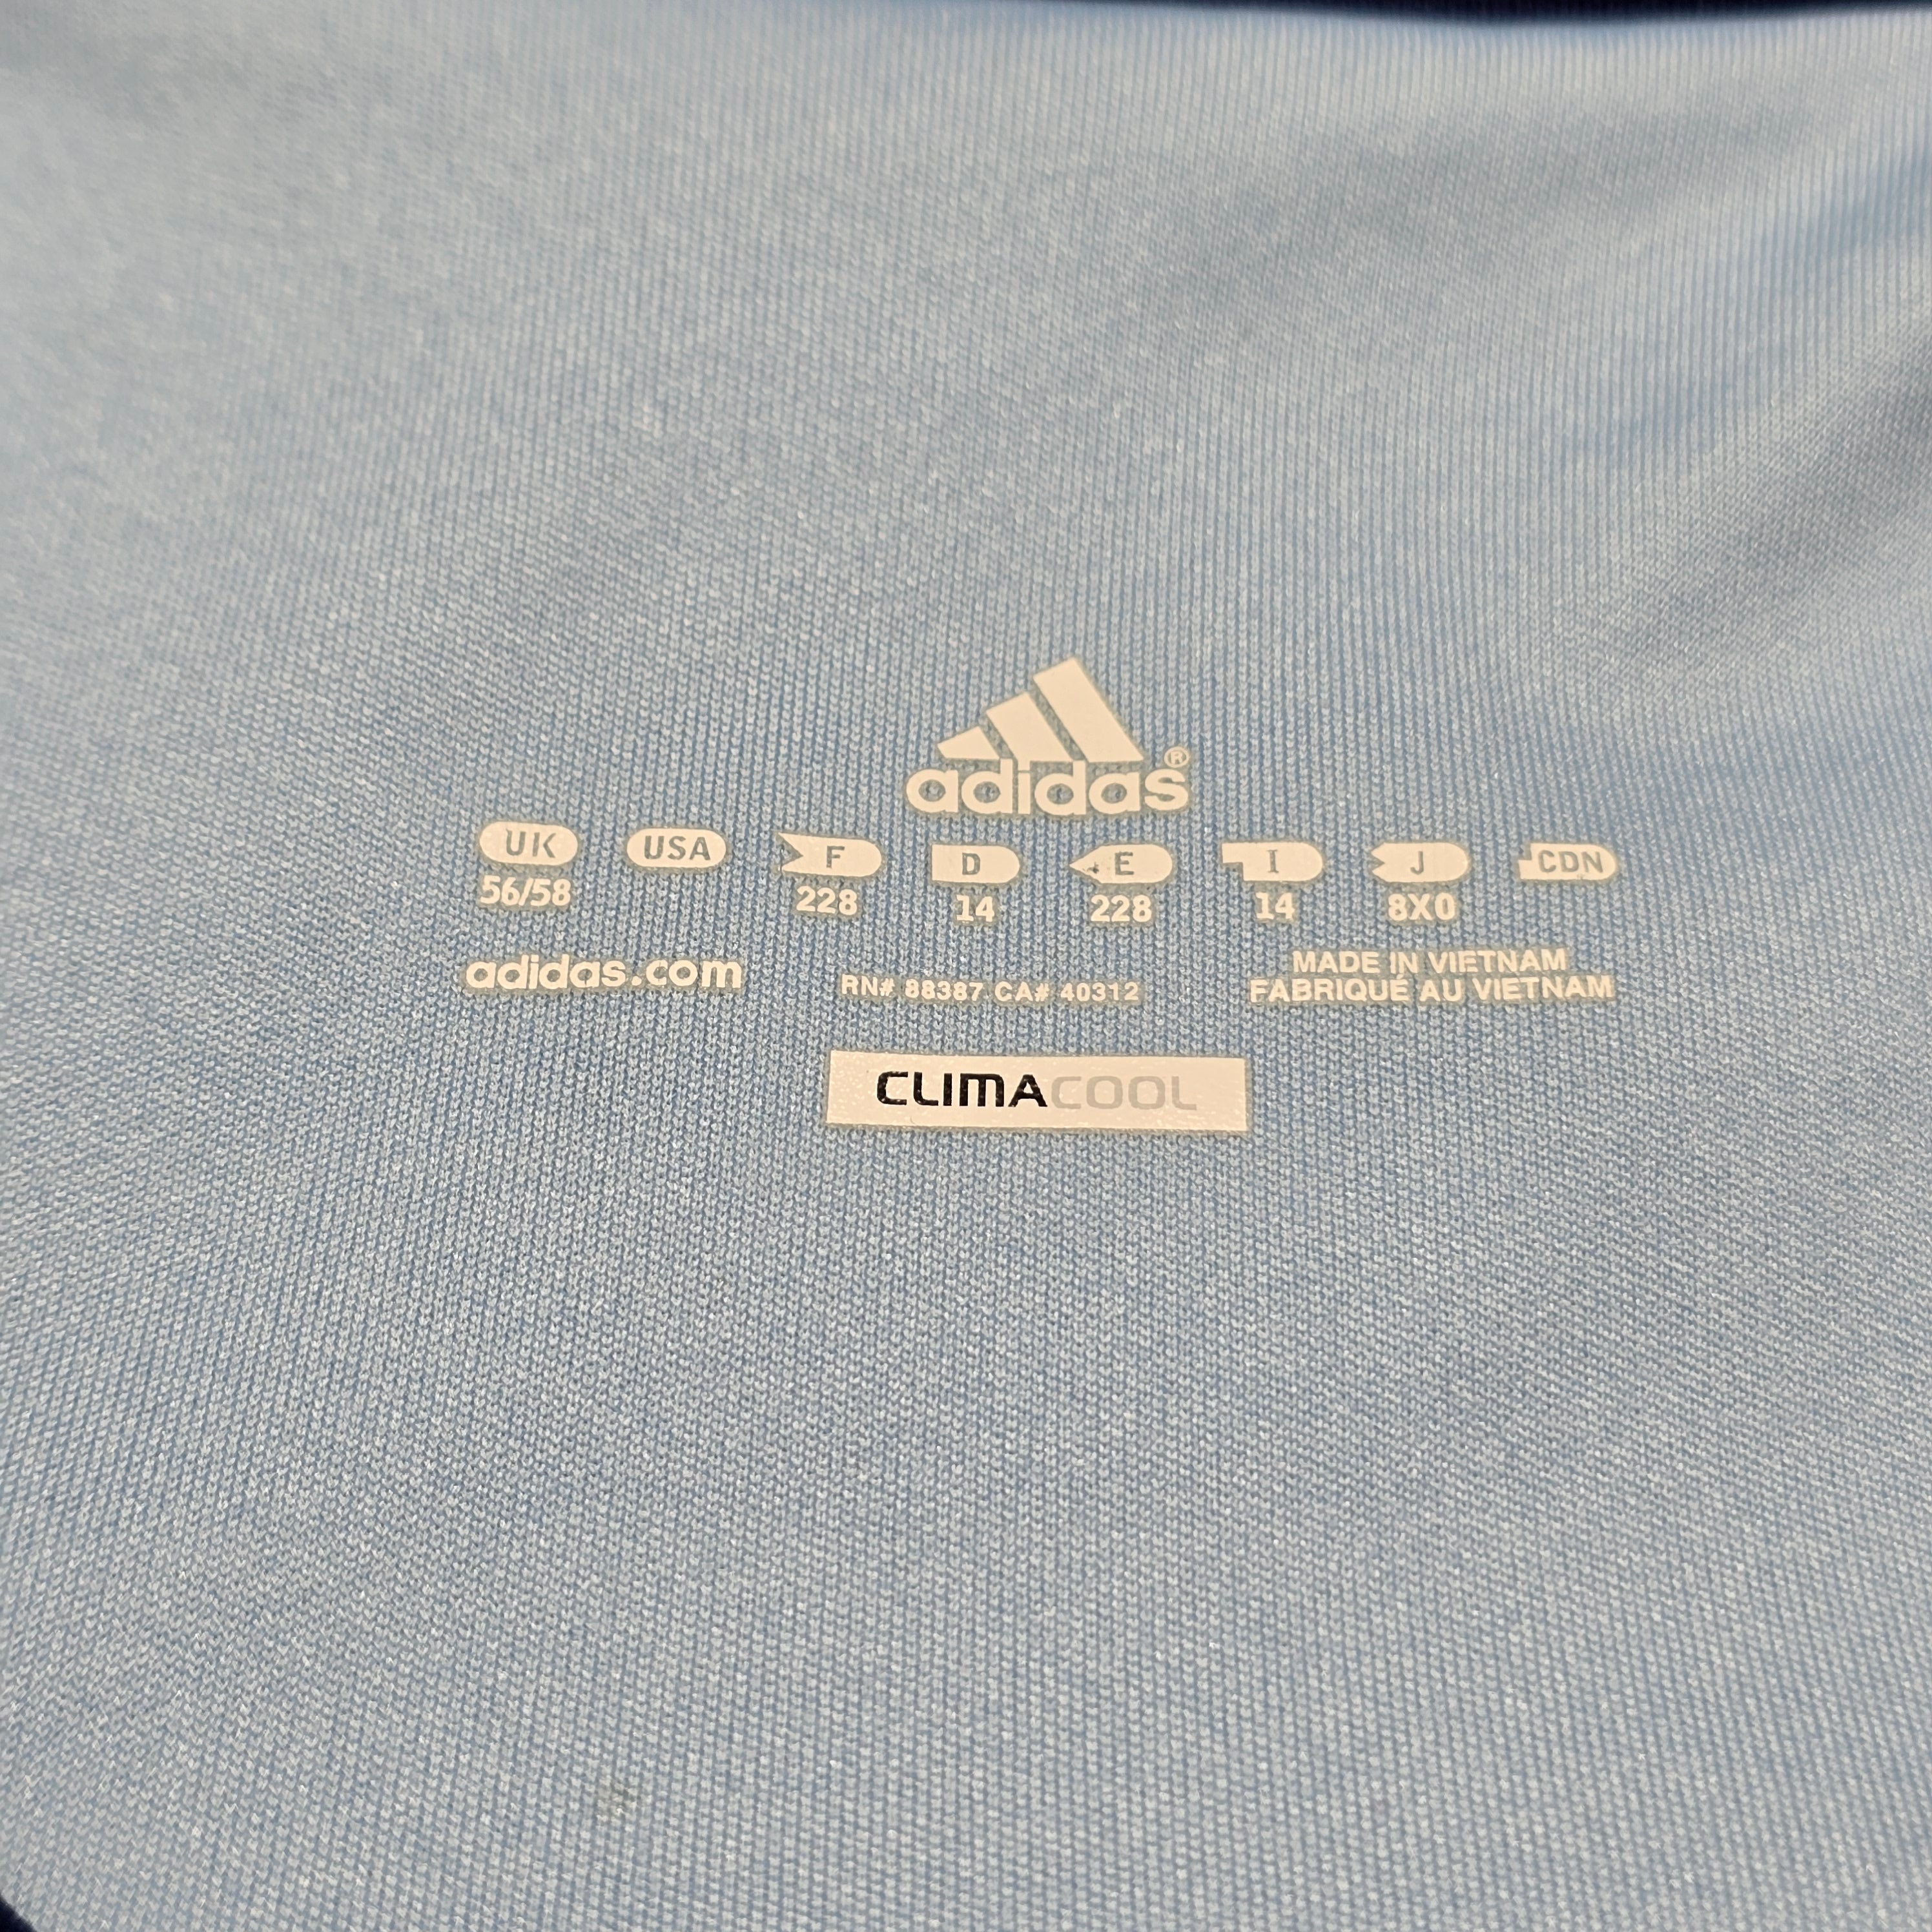 adidas®
UK USA F D E I J CDN
56/58 228 14 228 14 8X0
adidas.com RN# 88387 CA# 40312 MADE IN VIETNAM
FABRIQUÉ AU VIETNAM
CLIMACOOL